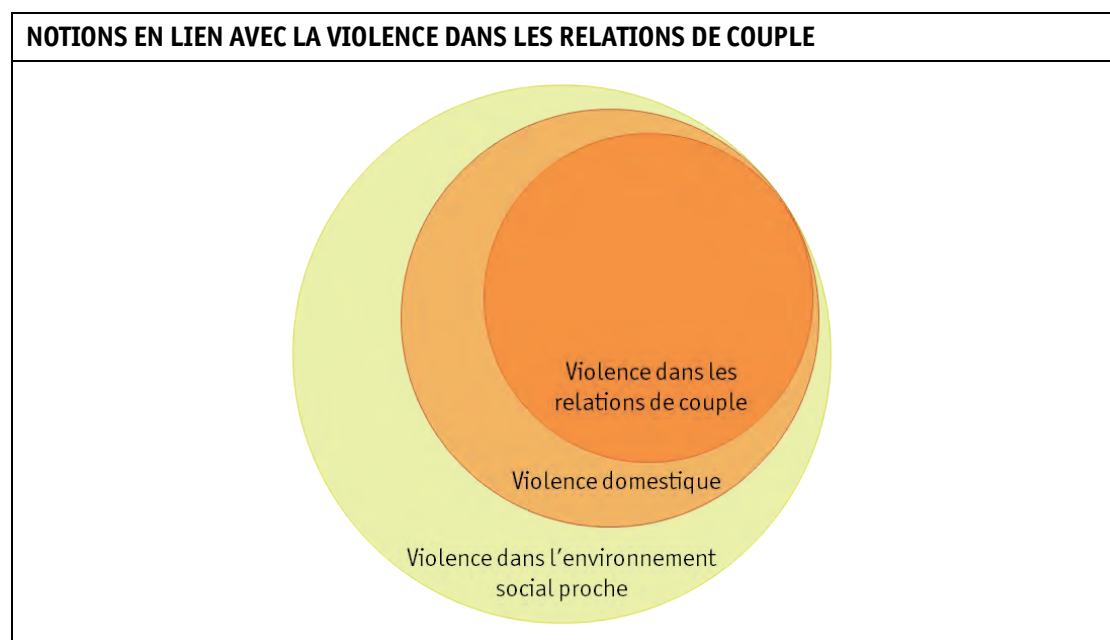 NOTIONS EN LIEN AVEC LA VIOLENCE DANS LES RELATIONS DE COUPLE
Violence dans les
relations de couple
Violence domestique
Violence dans l'environnement
social proche